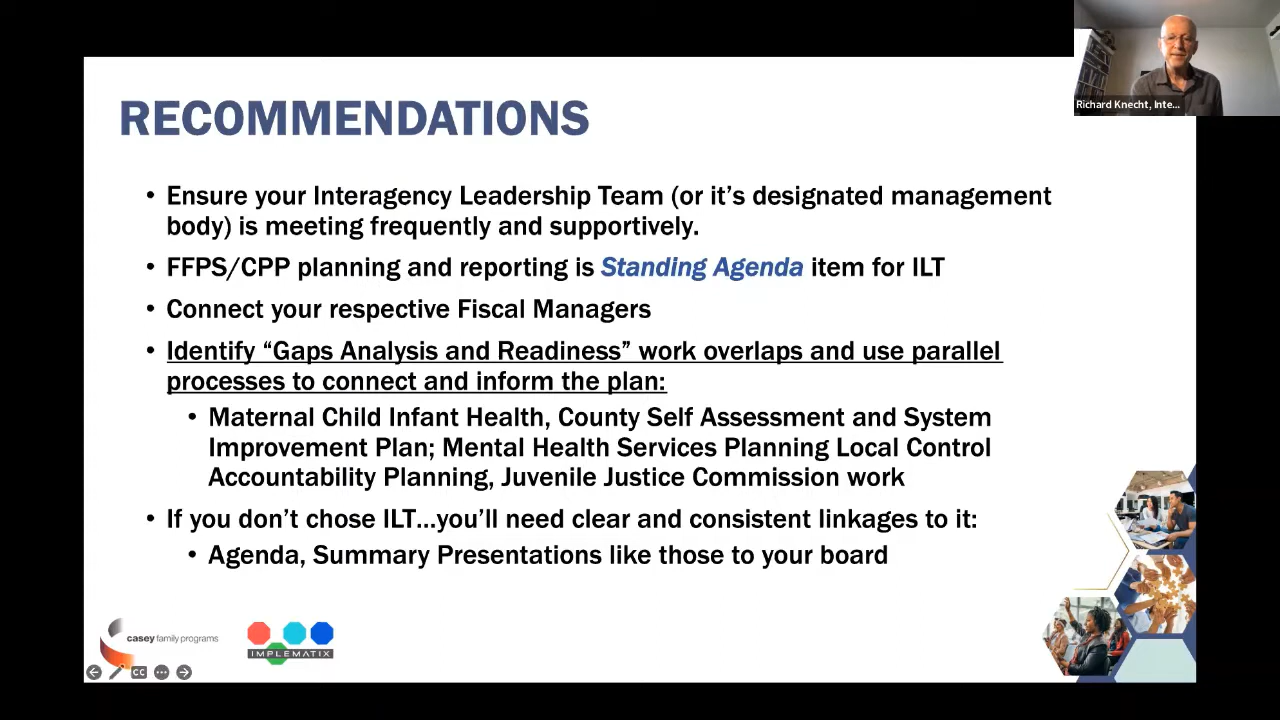 Richard Knecht, Inte...
RECOMMENDATIONS
• Ensure your Interagency Leadership Team (or it's designated management
body) is meeting frequently and supportively.
• FFPS/CPP planning and reporting is Standing Agenda item for ILT
• Connect your respective Fiscal Managers
• Identify “Gaps Analysis and Readiness” work overlaps and use parallel
processes to connect and inform the plan:
• Maternal Child Infant Health, County Self Assessment and System
Improvement Plan; Mental Health Services Planning Local Control
Accountability Planning, Juvenile Justice Commission work
• If you don't chose ILT...you'll need clear and consistent linkages to it:
• Agenda, Summary Presentations like those to your board
casey family programs
IMPLEMATIX
CC